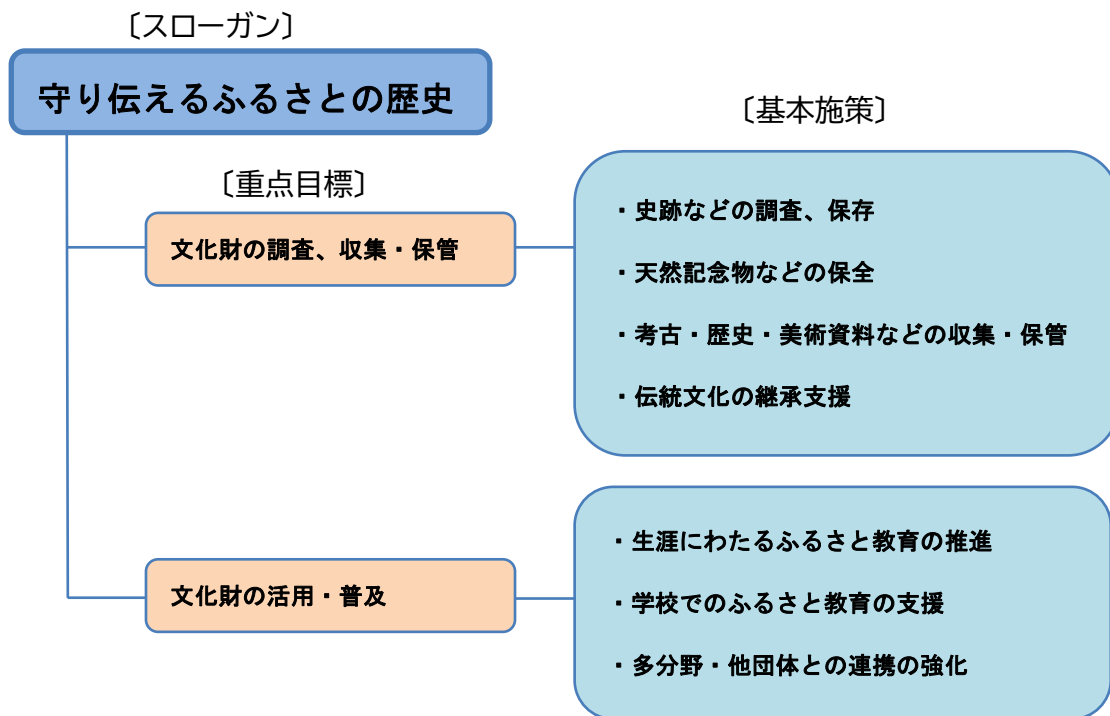 〔スローガン〕
守り伝えるふるさとの歴史
〔基本施策〕
〔重点目標〕
文化財の調査、収集・保管
・史跡などの調査、保存
・天然記念物などの保全
・考古・歴史・美術資料などの収集・保管
・伝統文化の継承支援
文化財の活用・普及
・生涯にわたるふるさと教育の推進
・学校でのふるさと教育の支援
・多分野・他団体との連携の強化